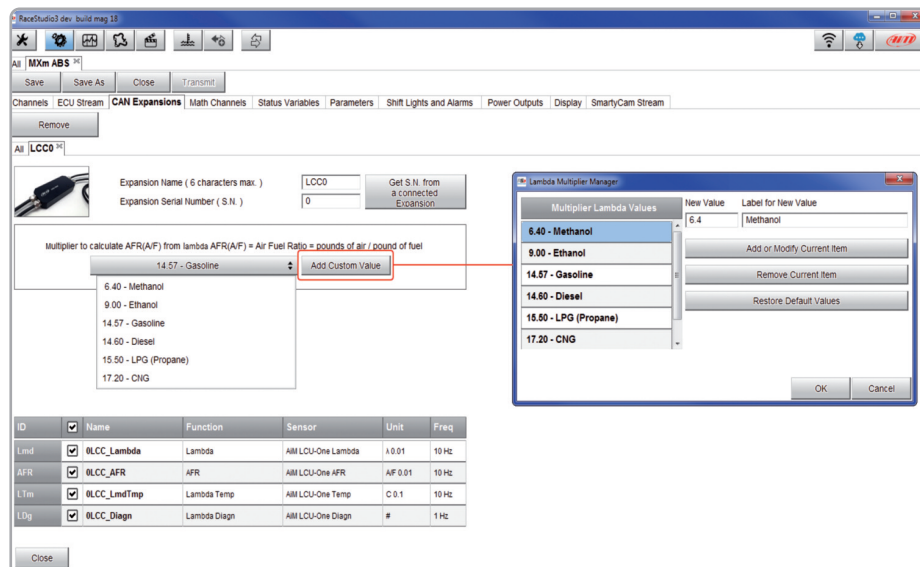 RaceStudio3 dev build mag 18
AiM
All MXm ABS
Save Save As Close Transmit
Channels ECU Stream CAN Expansions Math Channels Status Variables Parameters Shift Lights and Alarms Power Outputs Display SmartyCam Stream
Remove
All LCC0
Expansion Name ( 6 characters max. ) LCC0
Expansion Serial Number ( S.N. ) 0
Get S.N. from
a connected
Expansion
Multiplier to calculate AFR(A/F) from lambda AFR(A/F) = Air Fuel Ratio = pounds of air / pound of fuel
14.57 - Gasoline Add Custom Value
6.40 - Methanol
9.00 - Ethanol
14.57 - Gasoline
14.60 - Diesel
15.50 - LPG (Propane)
17.20 - CNG
Lambda Multiplier Manager
Multiplier Lambda Values
6.40 - Methanol
9.00 - Ethanol
14.57 - Gasoline
14.60 - Diesel
15.50 - LPG (Propane)
17.20 - CNG
New Value Label for New Value
6.4 Methanol
Add or Modify Current Item
Remove Current Item
Restore Default Values
OK Cancel
ID Name Function Sensor Unit Freq
Lmd 0LCC_Lambda Lambda AiM LCU-One Lambda λ 0.01 10 Hz
AFR 0LCC_AFR AFR AiM LCU-One AFR A/F 0.01 10 Hz
LTm 0LCC_LmdTmp Lambda Temp AiM LCU-One Temp C 0.1 10 Hz
LDg 0LCC_Diagn Lambda Diagn AiM LCU-One Diagn # 1 Hz
Close